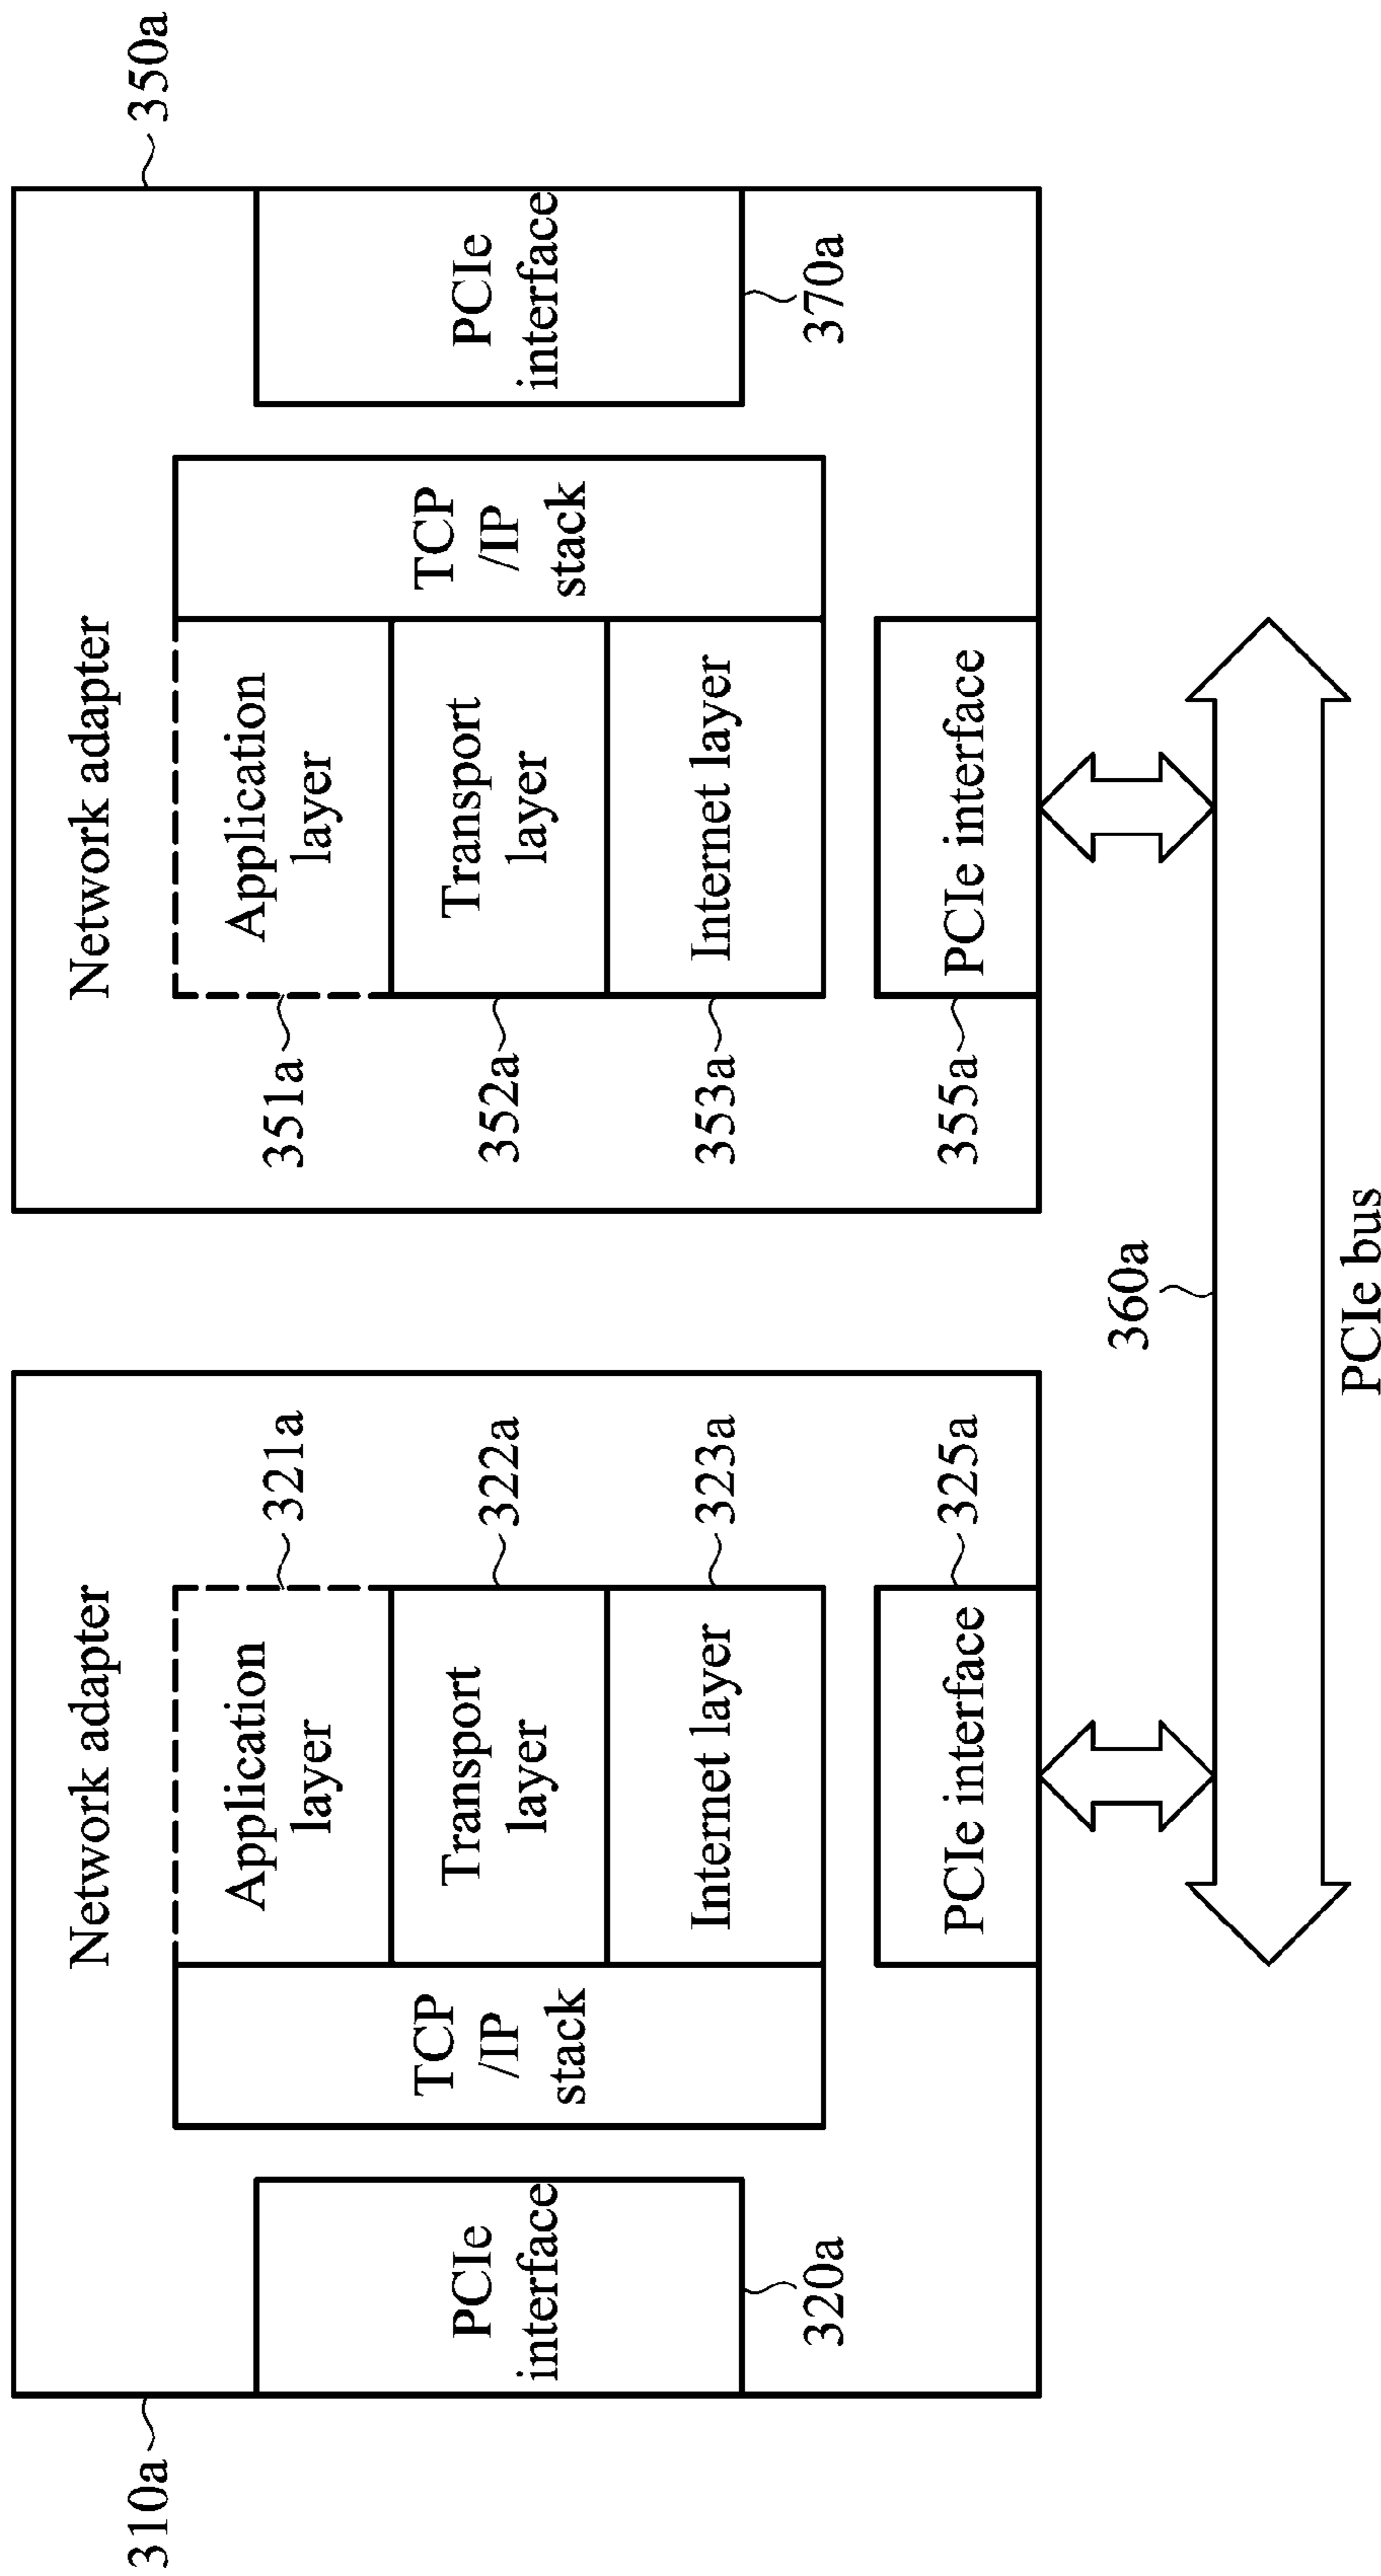 310a
Network adapter
PCIe
interface
320a
TCP
/IP
stack
Application
layer
321a
Transport
layer
322a
Internet layer
323a
PCIe interface
325a
350a
Network adapter
351a
Application
layer
352a
Transport
layer
353a
Internet layer
TCP
/IP
stack
PCIe
interface
370a
355a
PCIe interface
360a
PCIe bus